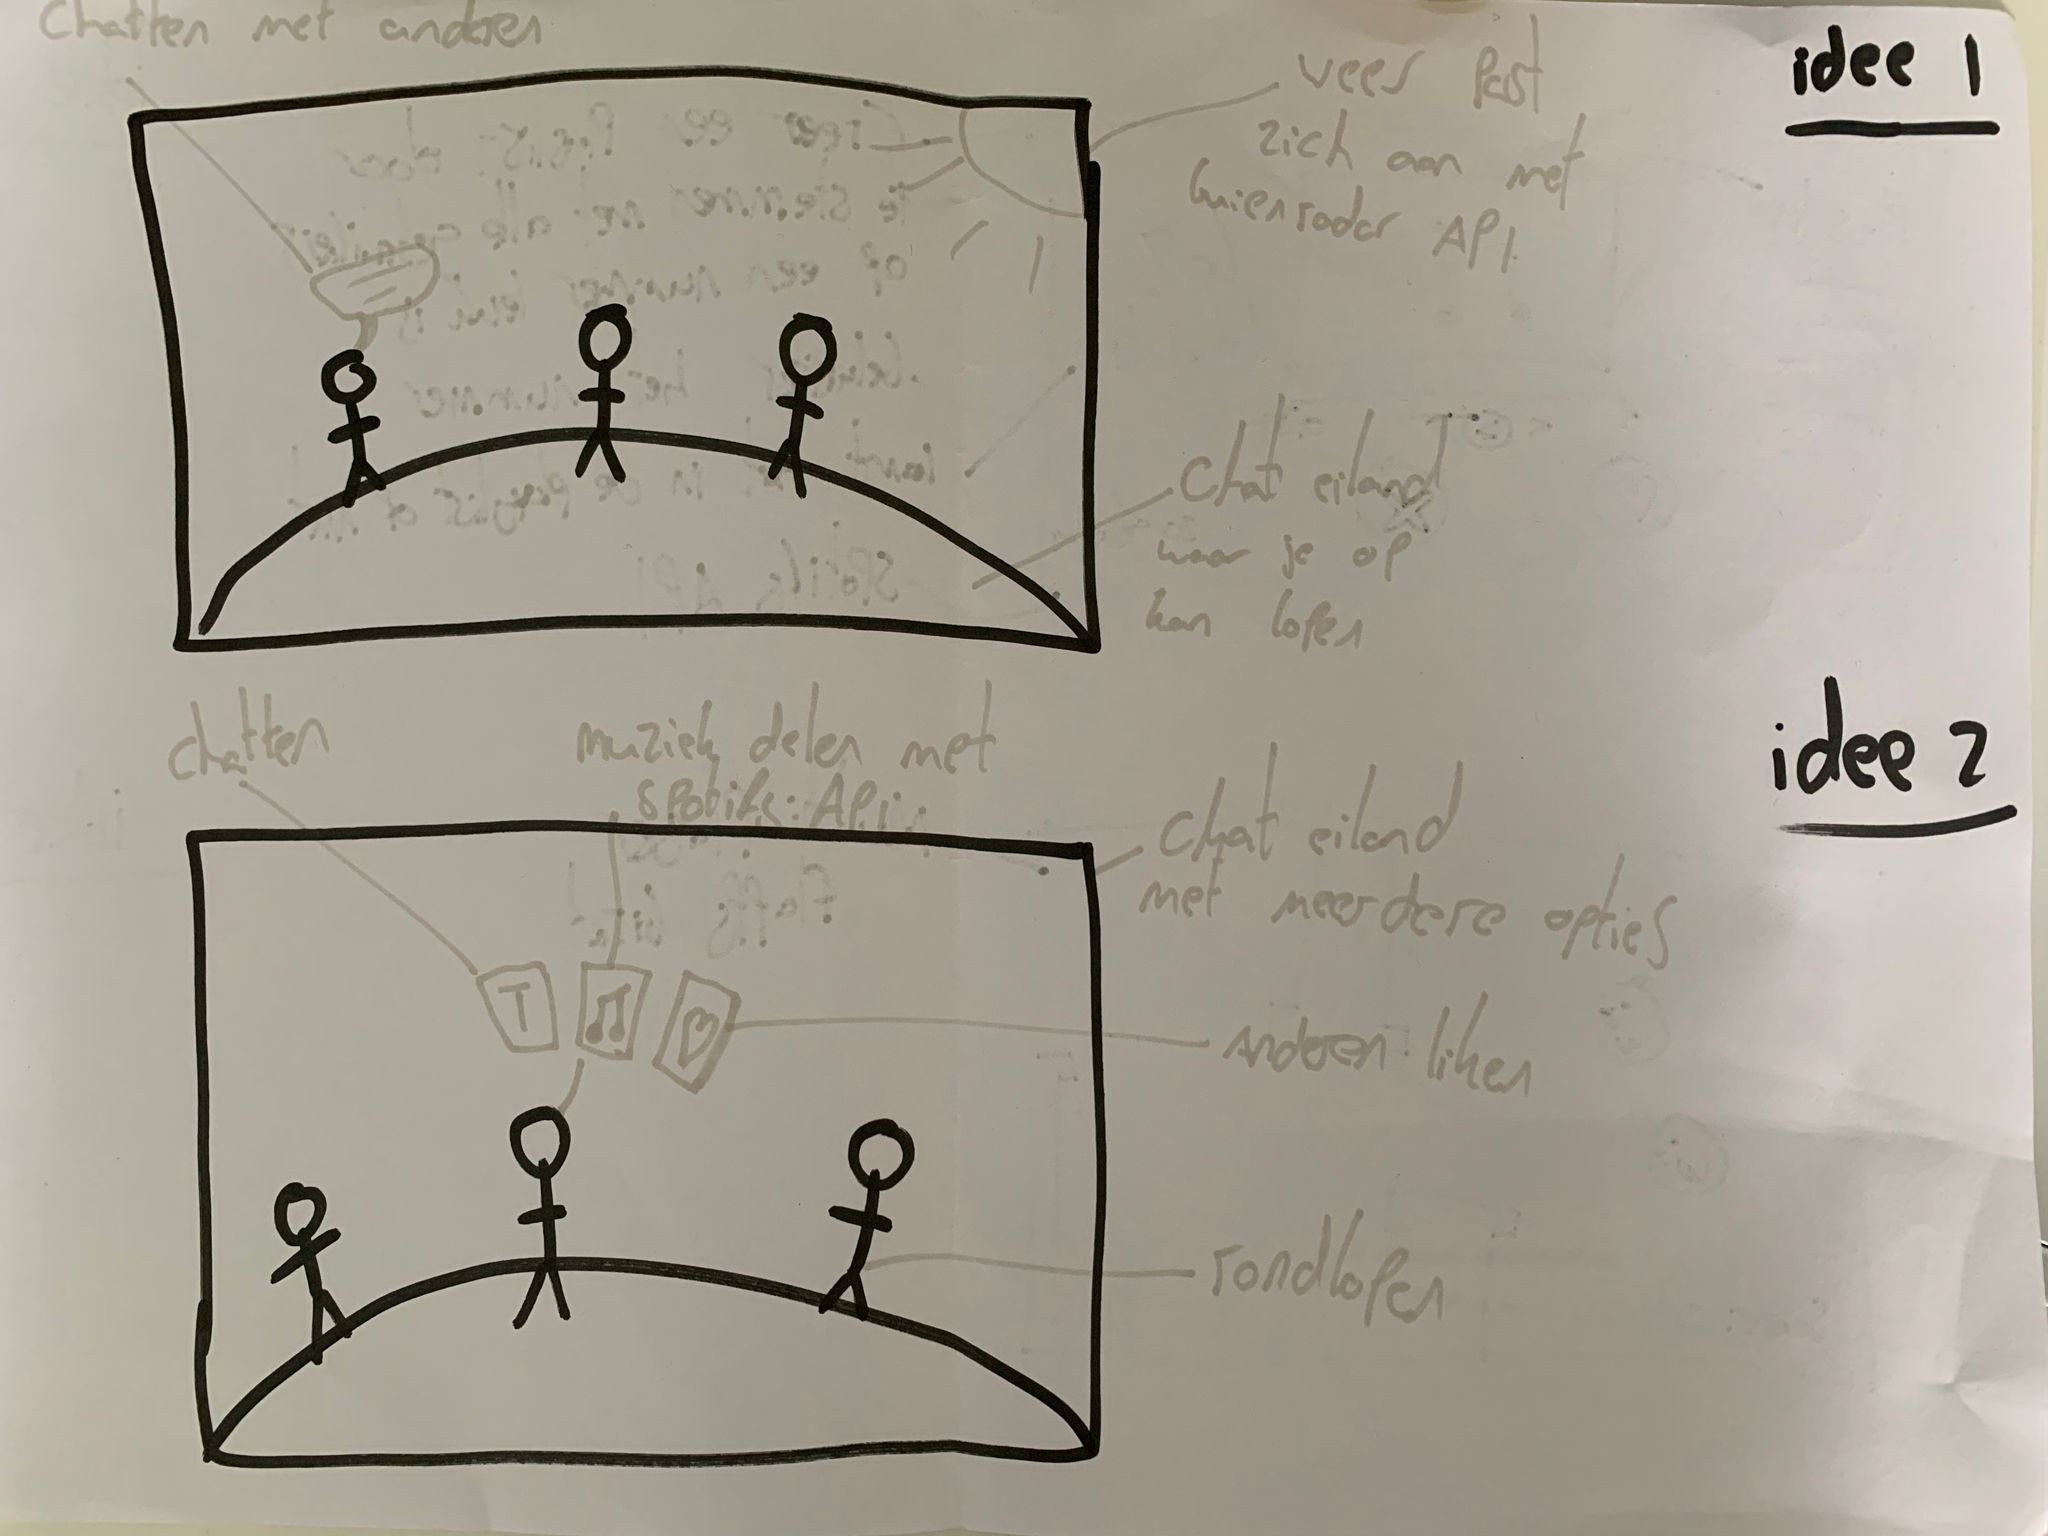 Chatten met anderen
idee 1
weer past
zich aan met
buienradar API
chat eiland
waar je op
kan lopen
idee 2
chatten
muziek delen met
spotify API
chat eiland
met meerdere opties
T
anderen liken
rondlopen